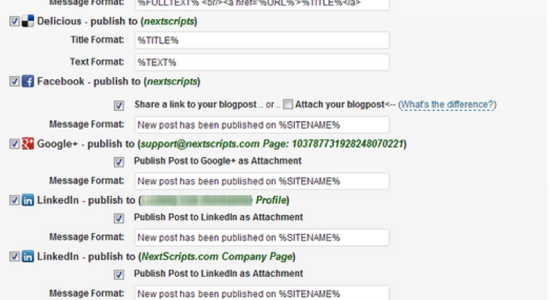 Message Format: %FULLTEXT% <br/><a href='%URL%'>%TITLE%</a>
Delicious - publish to (nextscripts)
Title Format: %TITLE%
Text Format: %TEXT%
Facebook - publish to (nextscripts)
Share a link to your blogpost .. or .. Attach your blogpost<-- (What's the difference?)
Message Format: New post has been published on %SITENAME%
Google+ - publish to (support@nextscripts.com Page: 103787731928248070221)
Publish Post to Google+ as Attachment
Message Format: New post has been published on %SITENAME%
LinkedIn - publish to ( Profile)
Publish Post to LinkedIn as Attachment
Message Format: New post has been published on %SITENAME%
LinkedIn - publish to (NextScripts.com Company Page)
Publish Post to LinkedIn as Attachment
Message Format: New post has been published on %SITENAME%